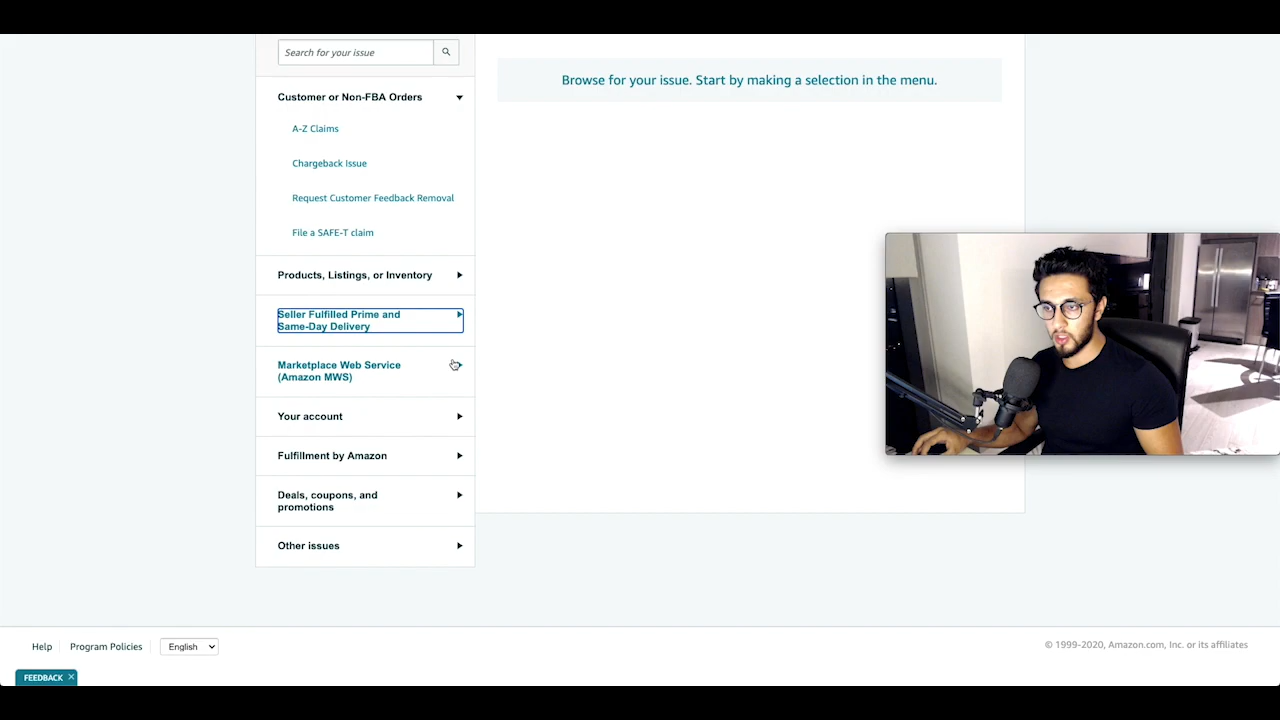 Search for your issue
Browse for your issue. Start by making a selection in the menu.
Customer or Non-FBA Orders
A-Z Claims
Chargeback Issue
Request Customer Feedback Removal
File a SAFE-T claim
Products, Listings, or Inventory
Seller Fulfilled Prime and
Same-Day Delivery
Marketplace Web Service
(Amazon MWS)
Your account
Fulfillment by Amazon
Deals, coupons, and
promotions
Other issues
Help
Program Policies
English
© 1999-2020, Amazon.com, Inc. or its affiliates
FEEDBACK